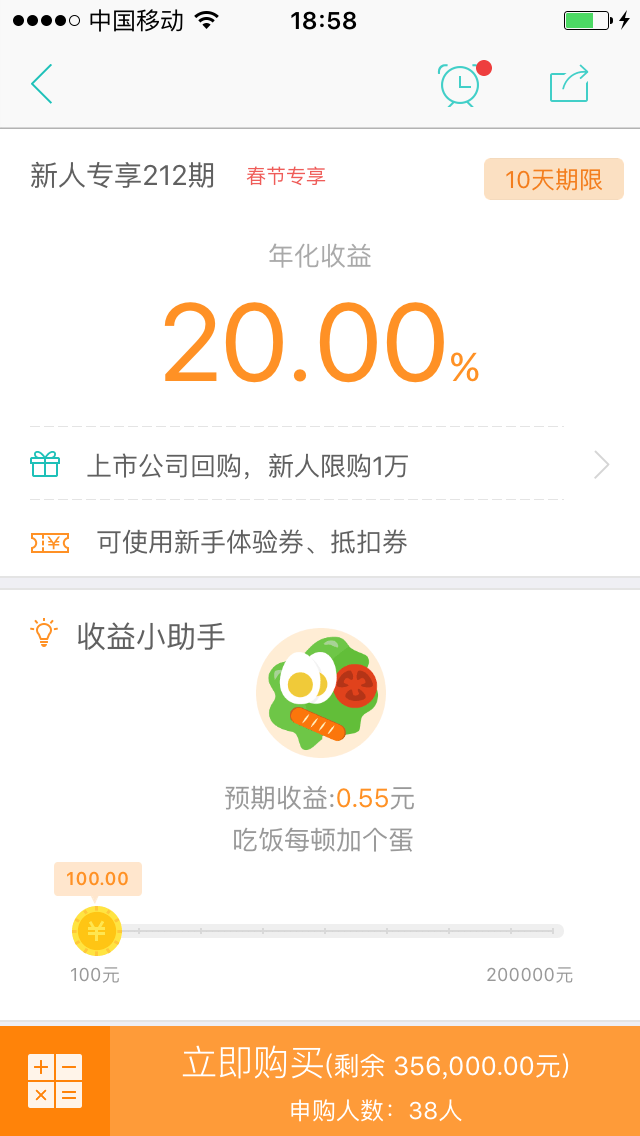 中国移动 18:58
新人专享212期 春节专享 10天期限
年化收益
20.00%
上市公司回购，新人限购1万
可使用新手体验券、抵扣券
收益小助手
预期收益:0.55元
吃饭每顿加个蛋
100.00
100元 200000元
立即购买(剩余 356,000.00元)
申购人数：38人